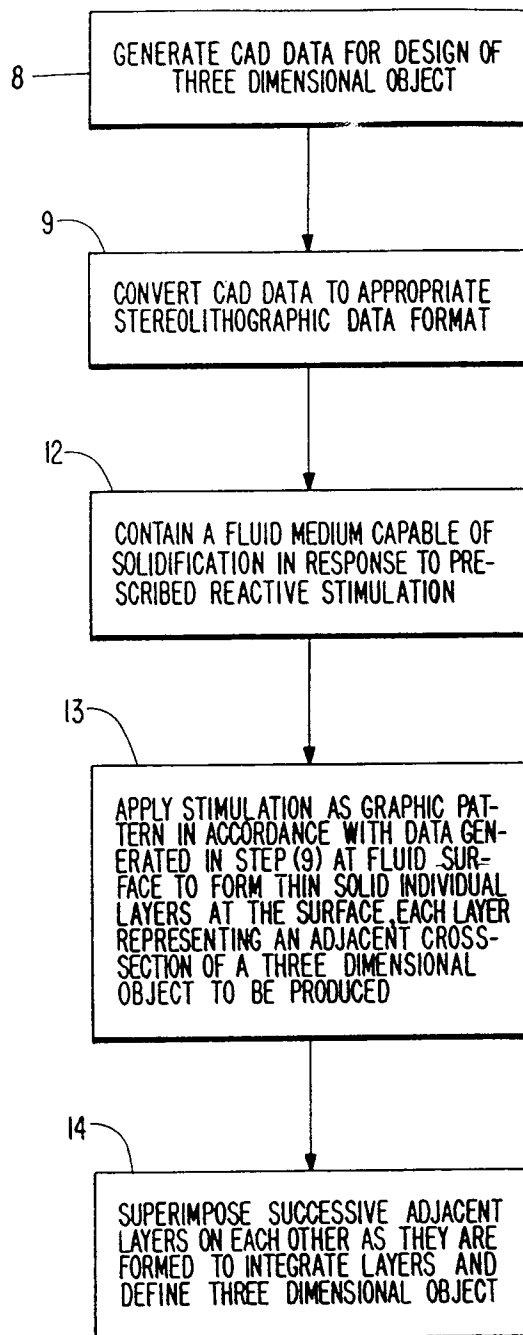 8
GENERATE CAD DATA FOR DESIGN OF
THREE DIMENSIONAL OBJECT
9
CONVERT CAD DATA TO APPROPRIATE
STEREOLITHOGRAPHIC DATA FORMAT
12
CONTAIN A FLUID MEDIUM CAPABLE OF
SOLIDIFICATION IN RESPONSE TO PRE-
SCRIBED REACTIVE STIMULATION
13
APPLY STIMULATION AS GRAPHIC PAT-
TERN IN ACCORDANCE WITH DATA GEN-
ERATED IN STEP (9) AT FLUID SUR-
FACE TO FORM THIN SOLID INDIVIDUAL
LAYERS AT THE SURFACE, EACH LAYER
REPRESENTING AN ADJACENT CROSS-
SECTION OF A THREE DIMENSIONAL
OBJECT TO BE PRODUCED
14
SUPERIMPOSE SUCCESSIVE ADJACENT
LAYERS ON EACH OTHER AS THEY ARE
FORMED TO INTEGRATE LAYERS AND
DEFINE THREE DIMENSIONAL OBJECT